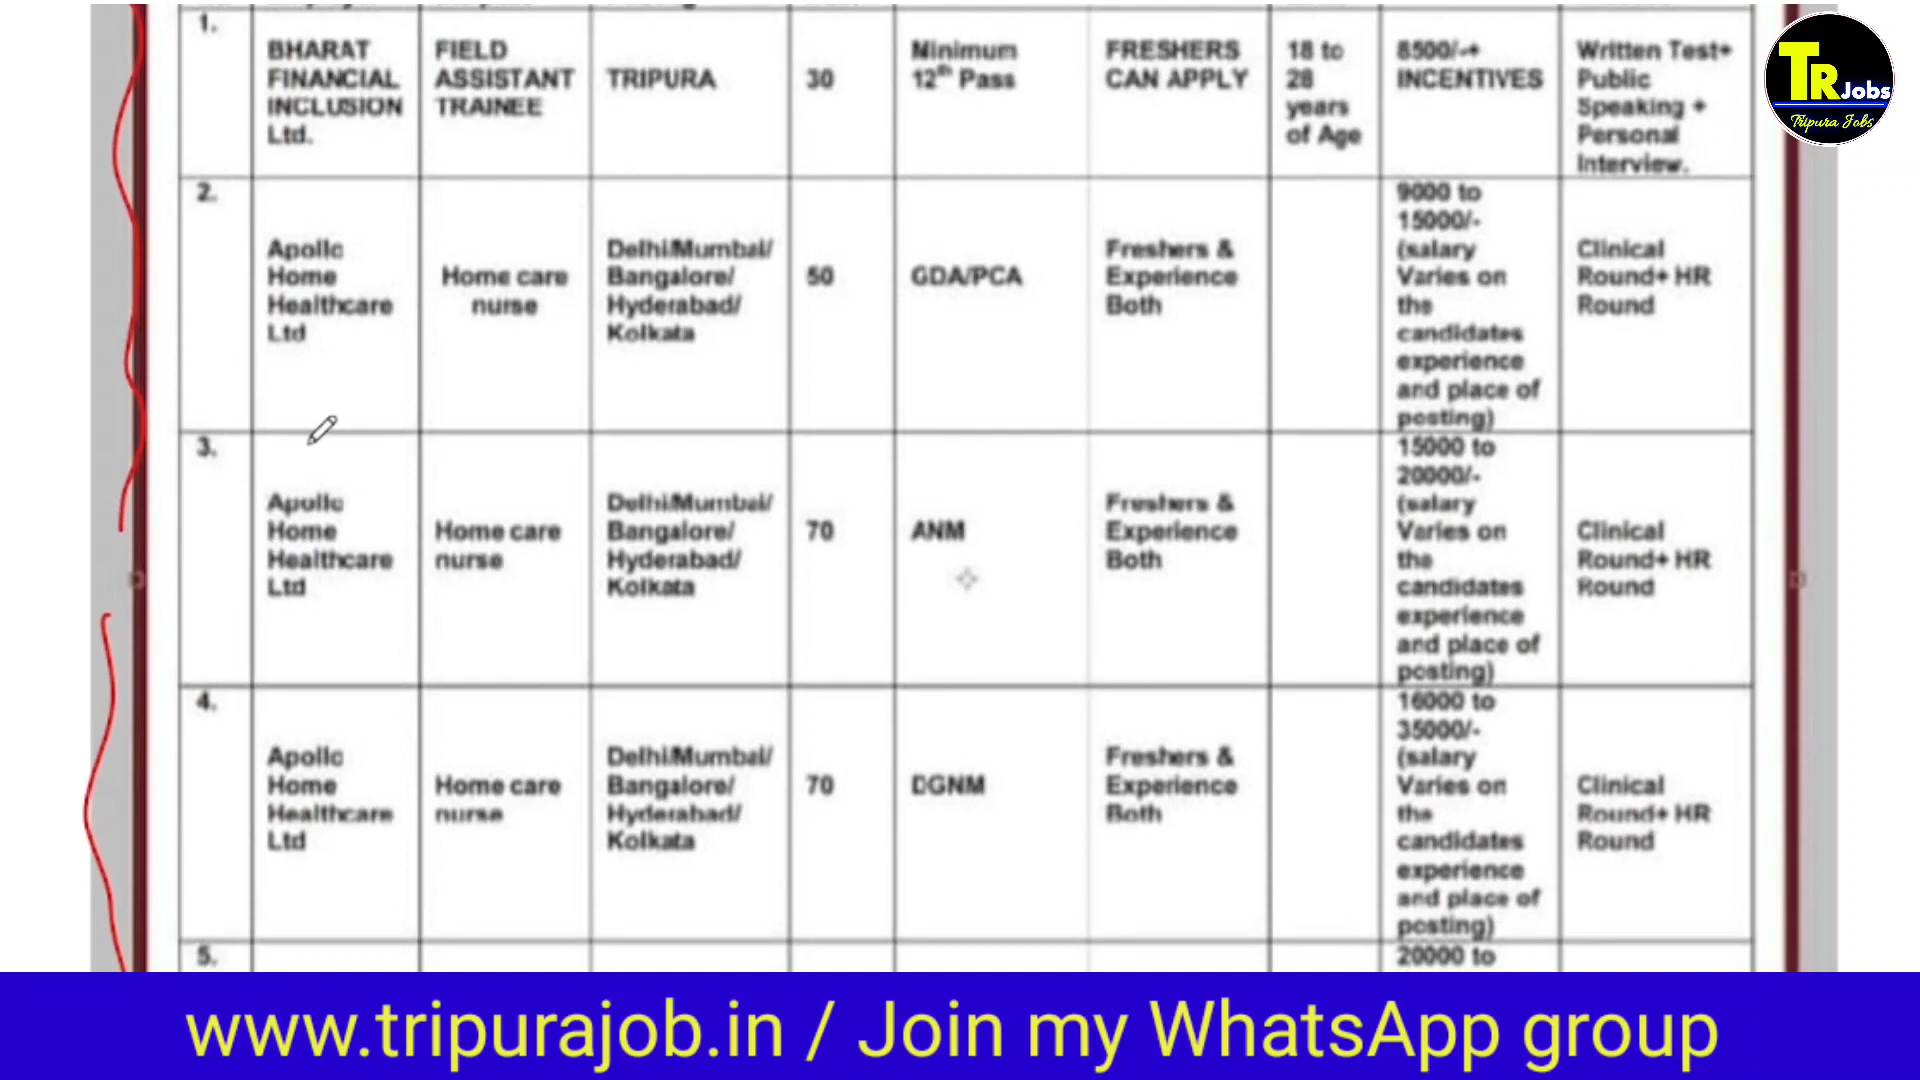 1.
BHARAT
FINANCIAL
INCLUSION
Ltd.
FIELD
ASSISTANT
TRAINEE
TRIPURA
30
Minimum
12th Pass
FRESHERS
CAN APPLY
18 to
28
years
of Age
8500/-+
INCENTIVES
Written Test+
Public
Speaking +
Personal
Interview.
2.
Apollo
Home
Healthcare
Ltd
Home care
nurse
Delhi/Mumbai/
Bangalore/
Hyderabad/
Kolkata
50
GDA/PCA
Freshers &
Experience
Both
9000 to
15000/-
(salary
Varies on
the
candidates
experience
and place of
posting)
Clinical
Round+ HR
Round
3.
Apollo
Home
Healthcare
Ltd
Home care
nurse
Delhi/Mumbai/
Bangalore/
Hyderabad/
Kolkata
70
ANM
Freshers &
Experience
Both
15000 to
20000/-
(salary
Varies on
the
candidates
experience
and place of
posting)
Clinical
Round+ HR
Round
4.
Apollo
Home
Healthcare
Ltd
Home care
nurse
Delhi/Mumbai/
Bangalore/
Hyderabad/
Kolkata
70
DGNM
Freshers &
Experience
Both
16000 to
35000/-
(salary
Varies on
the
candidates
experience
and place of
posting)
Clinical
Round+ HR
Round
5.
20000 to
TR Jobs
Tripura Jobs
www.tripurajob.in / Join my WhatsApp group